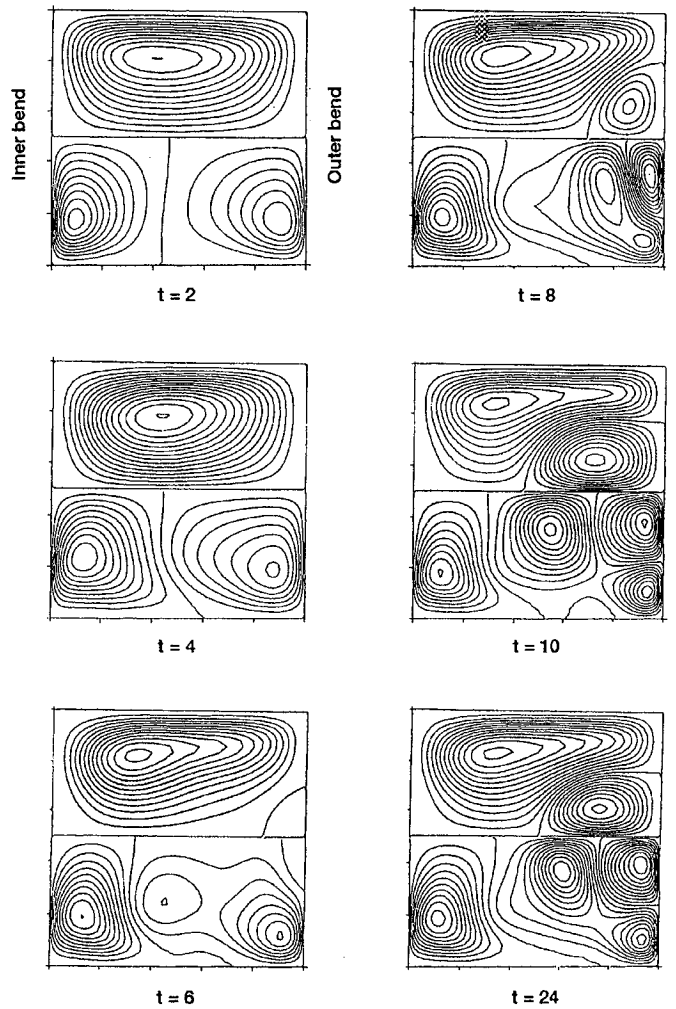 Inner bend
Outer bend
t = 2
t = 8
t = 4
t = 10
t = 6
t = 24